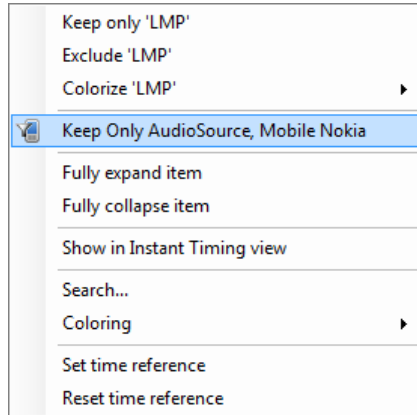 Keep only 'LMP'
Exclude 'LMP'
Colorize 'LMP'
Keep Only AudioSource, Mobile Nokia
Fully expand item
Fully collapse item
Show in Instant Timing view
Search...
Coloring
Set time reference
Reset time reference